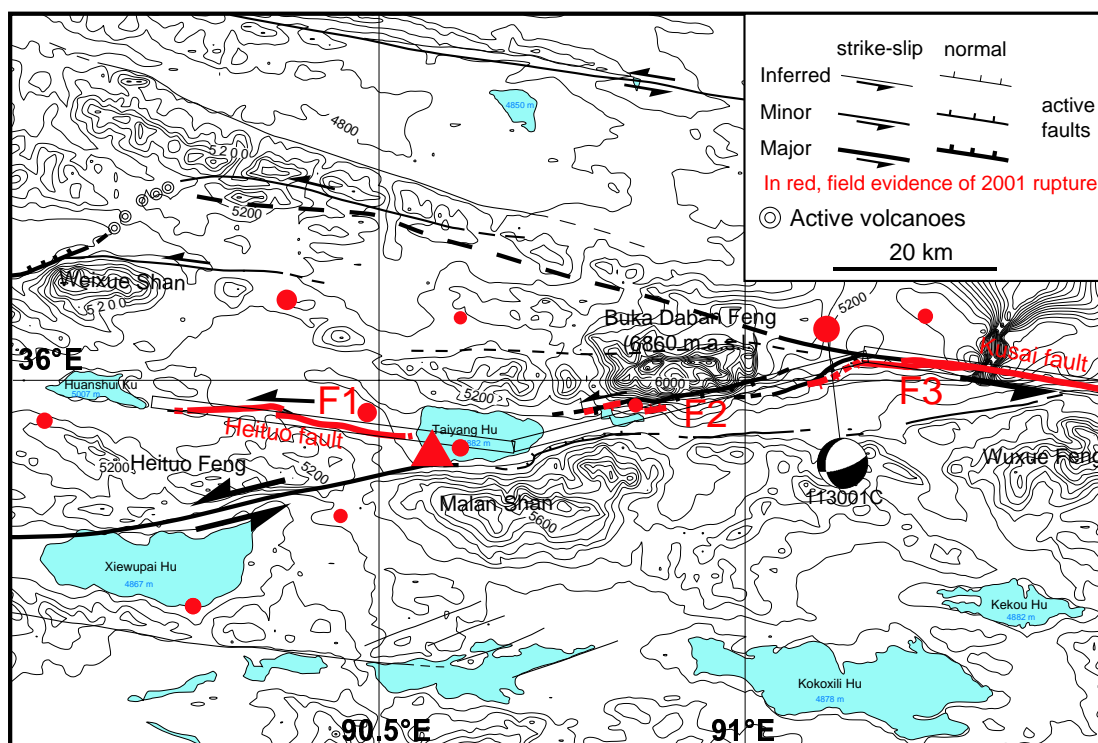 strike-slip normal
Inferred
Minor
Major
active
faults
In red, field evidence of 2001 rupture
Active volcanoes
20 km
4850 m
4800
5200
5200
Weixue Shan
5200
5200
Buka Daban Feng
(6860 m.a.s.l)
36°E
Kusai fault
Huanshui Ku
5007 m
5200
6000
F1
F2
F3
Taiyang Hu
4882 m
Heituo fault
5200
Heituo Feng
5200
Malan Shan
5600
Wuxue Feng
113001C
Xiewupai Hu
4867 m
Kekou Hu
4882 m
Kokoxili Hu
4878 m
90.5°E
91°E